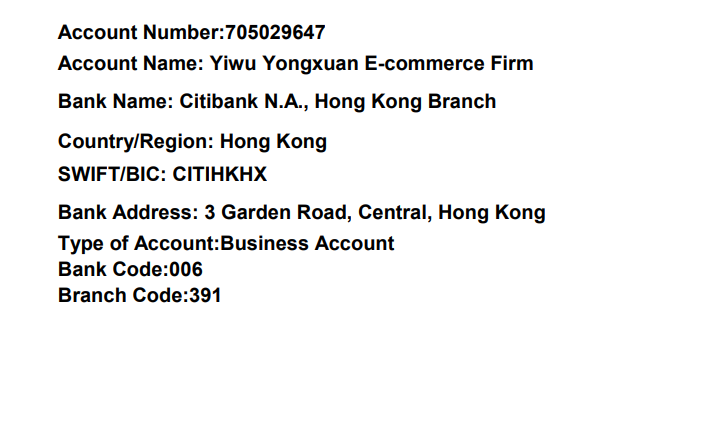 Account Number:705029647
Account Name: Yiwu Yongxuan E-commerce Firm
Bank Name: Citibank N.A., Hong Kong Branch
Country/Region: Hong Kong
SWIFT/BIC: CITIHKHX
Bank Address: 3 Garden Road, Central, Hong Kong
Type of Account:Business Account
Bank Code:006
Branch Code:391